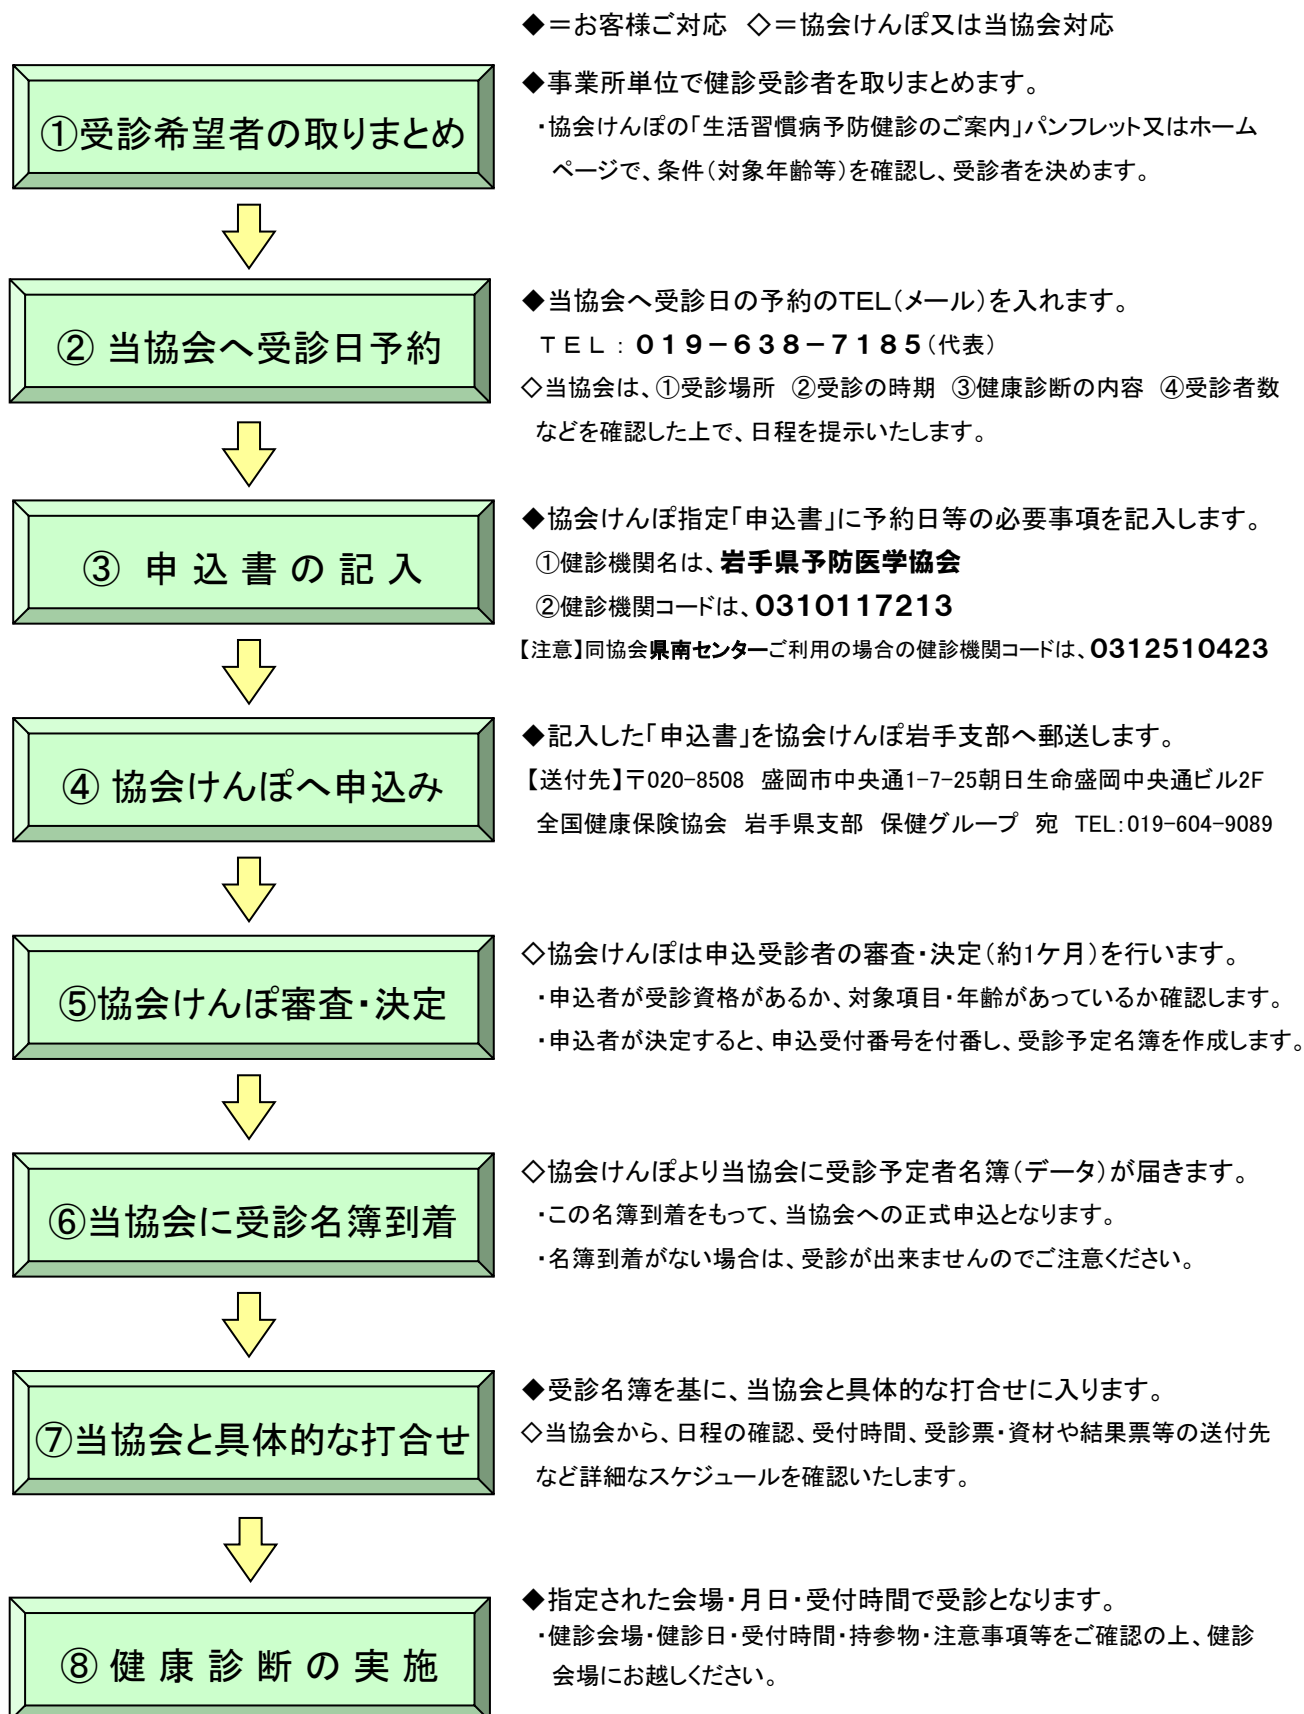 ◆＝お客様ご対応　◇＝協会けんぽ又は当協会対応
①受診希望者の取りまとめ
◆事業所単位で健診受診者を取りまとめます。
・協会けんぽの「生活習慣病予防健診のご案内」パンフレット又はホーム
ページで、条件（対象年齢等）を確認し、受診者を決めます。
② 当協会へ受診日予約
◆当協会へ受診日の予約のTEL（メール）を入れます。
ＴＥＬ：０１９－６３８－７１８５（代表）
◇当協会は、①受診場所　②受診の時期　③健康診断の内容　④受診者数
などを確認した上で、日程を提示いたします。
③ 申 込 書 の 記 入
◆協会けんぽ指定「申込書」に予約日等の必要事項を記入します。
①健診機関名は、岩手県予防医学協会
②健診機関コードは、0310117213
【注意】同協会県南センターご利用の場合の健診機関コードは、0312510423
④ 協会けんぽへ申込み
◆記入した「申込書」を協会けんぽ岩手支部へ郵送します。
【送付先】〒020-8508　盛岡市中央通1-7-25朝日生命盛岡中央通ビル2F
全国健康保険協会　岩手県支部　保健グループ　宛　TEL：019-604-9089
⑤協会けんぽ審査・決定
◇協会けんぽは申込受診者の審査・決定（約1ケ月）を行います。
・申込者が受診資格があるか、対象項目・年齢があっているか確認します。
・申込者が決定すると、申込受付番号を付番し、受診予定名簿を作成します。
⑥当協会に受診名簿到着
◇協会けんぽより当協会に受診予定者名簿（データ）が届きます。
・この名簿到着をもって、当協会への正式申込となります。
・名簿到着がない場合は、受診が出来ませんのでご注意ください。
⑦当協会と具体的な打合せ
◆受診名簿を基に、当協会と具体的な打合せに入ります。
◇当協会から、日程の確認、受付時間、受診票・資材や結果票等の送付先
など詳細なスケジュールを確認いたします。
⑧ 健 康 診 断 の 実 施
◆指定された会場・月日・受付時間で受診となります。
・健診会場・健診日・受付時間・持参物・注意事項等をご確認の上、健診
会場にお越しください。